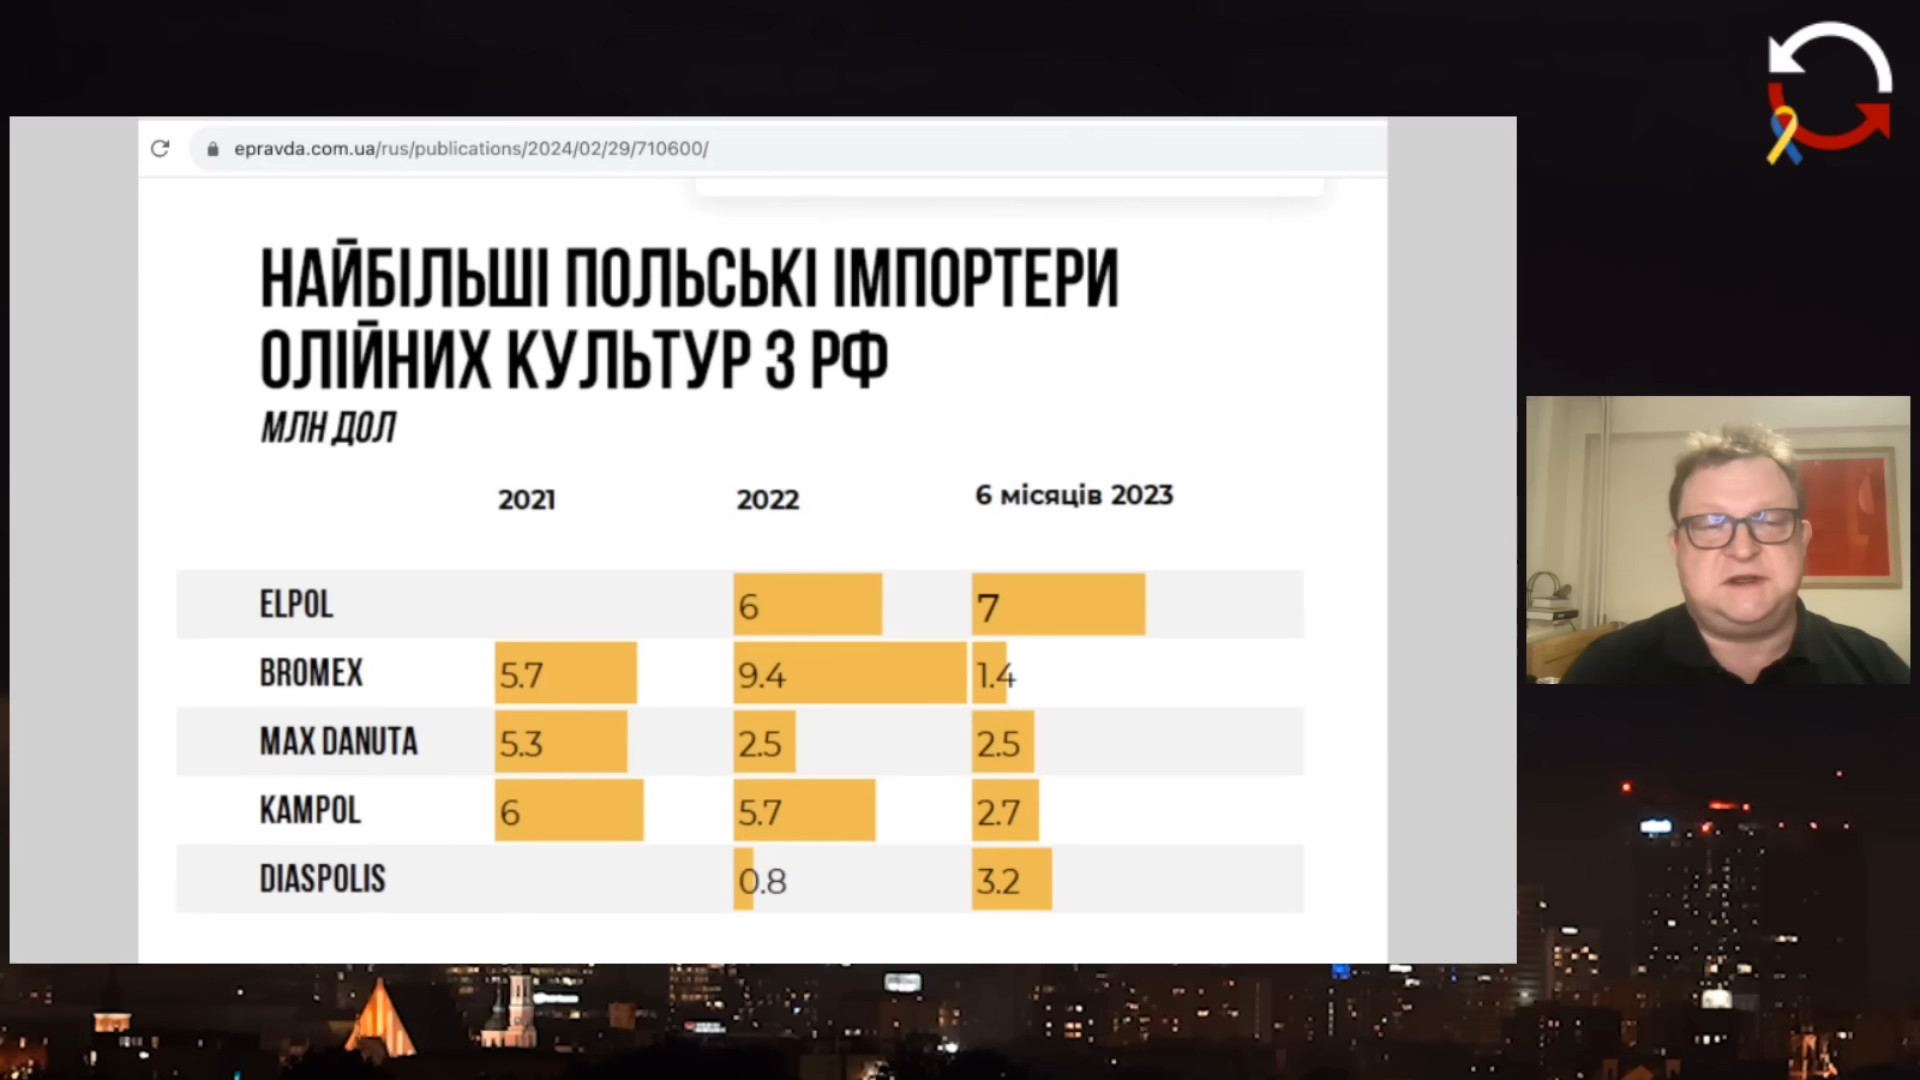 epravda.com.ua/rus/publications/2024/02/29/710600/
НАЙБІЛЬШІ ПОЛЬСЬКІ ІМПОРТЕРИ
ОЛІЙНИХ КУЛЬТУР З РФ
МЛН ДОЛ
2021 2022 6 місяців 2023
ELPOL 6 7
BROMEX 5.7 9.4 1.4
MAX DANUTA 5.3 2.5 2.5
KAMPOL 6 5.7 2.7
DIASPOLIS 0.8 3.2